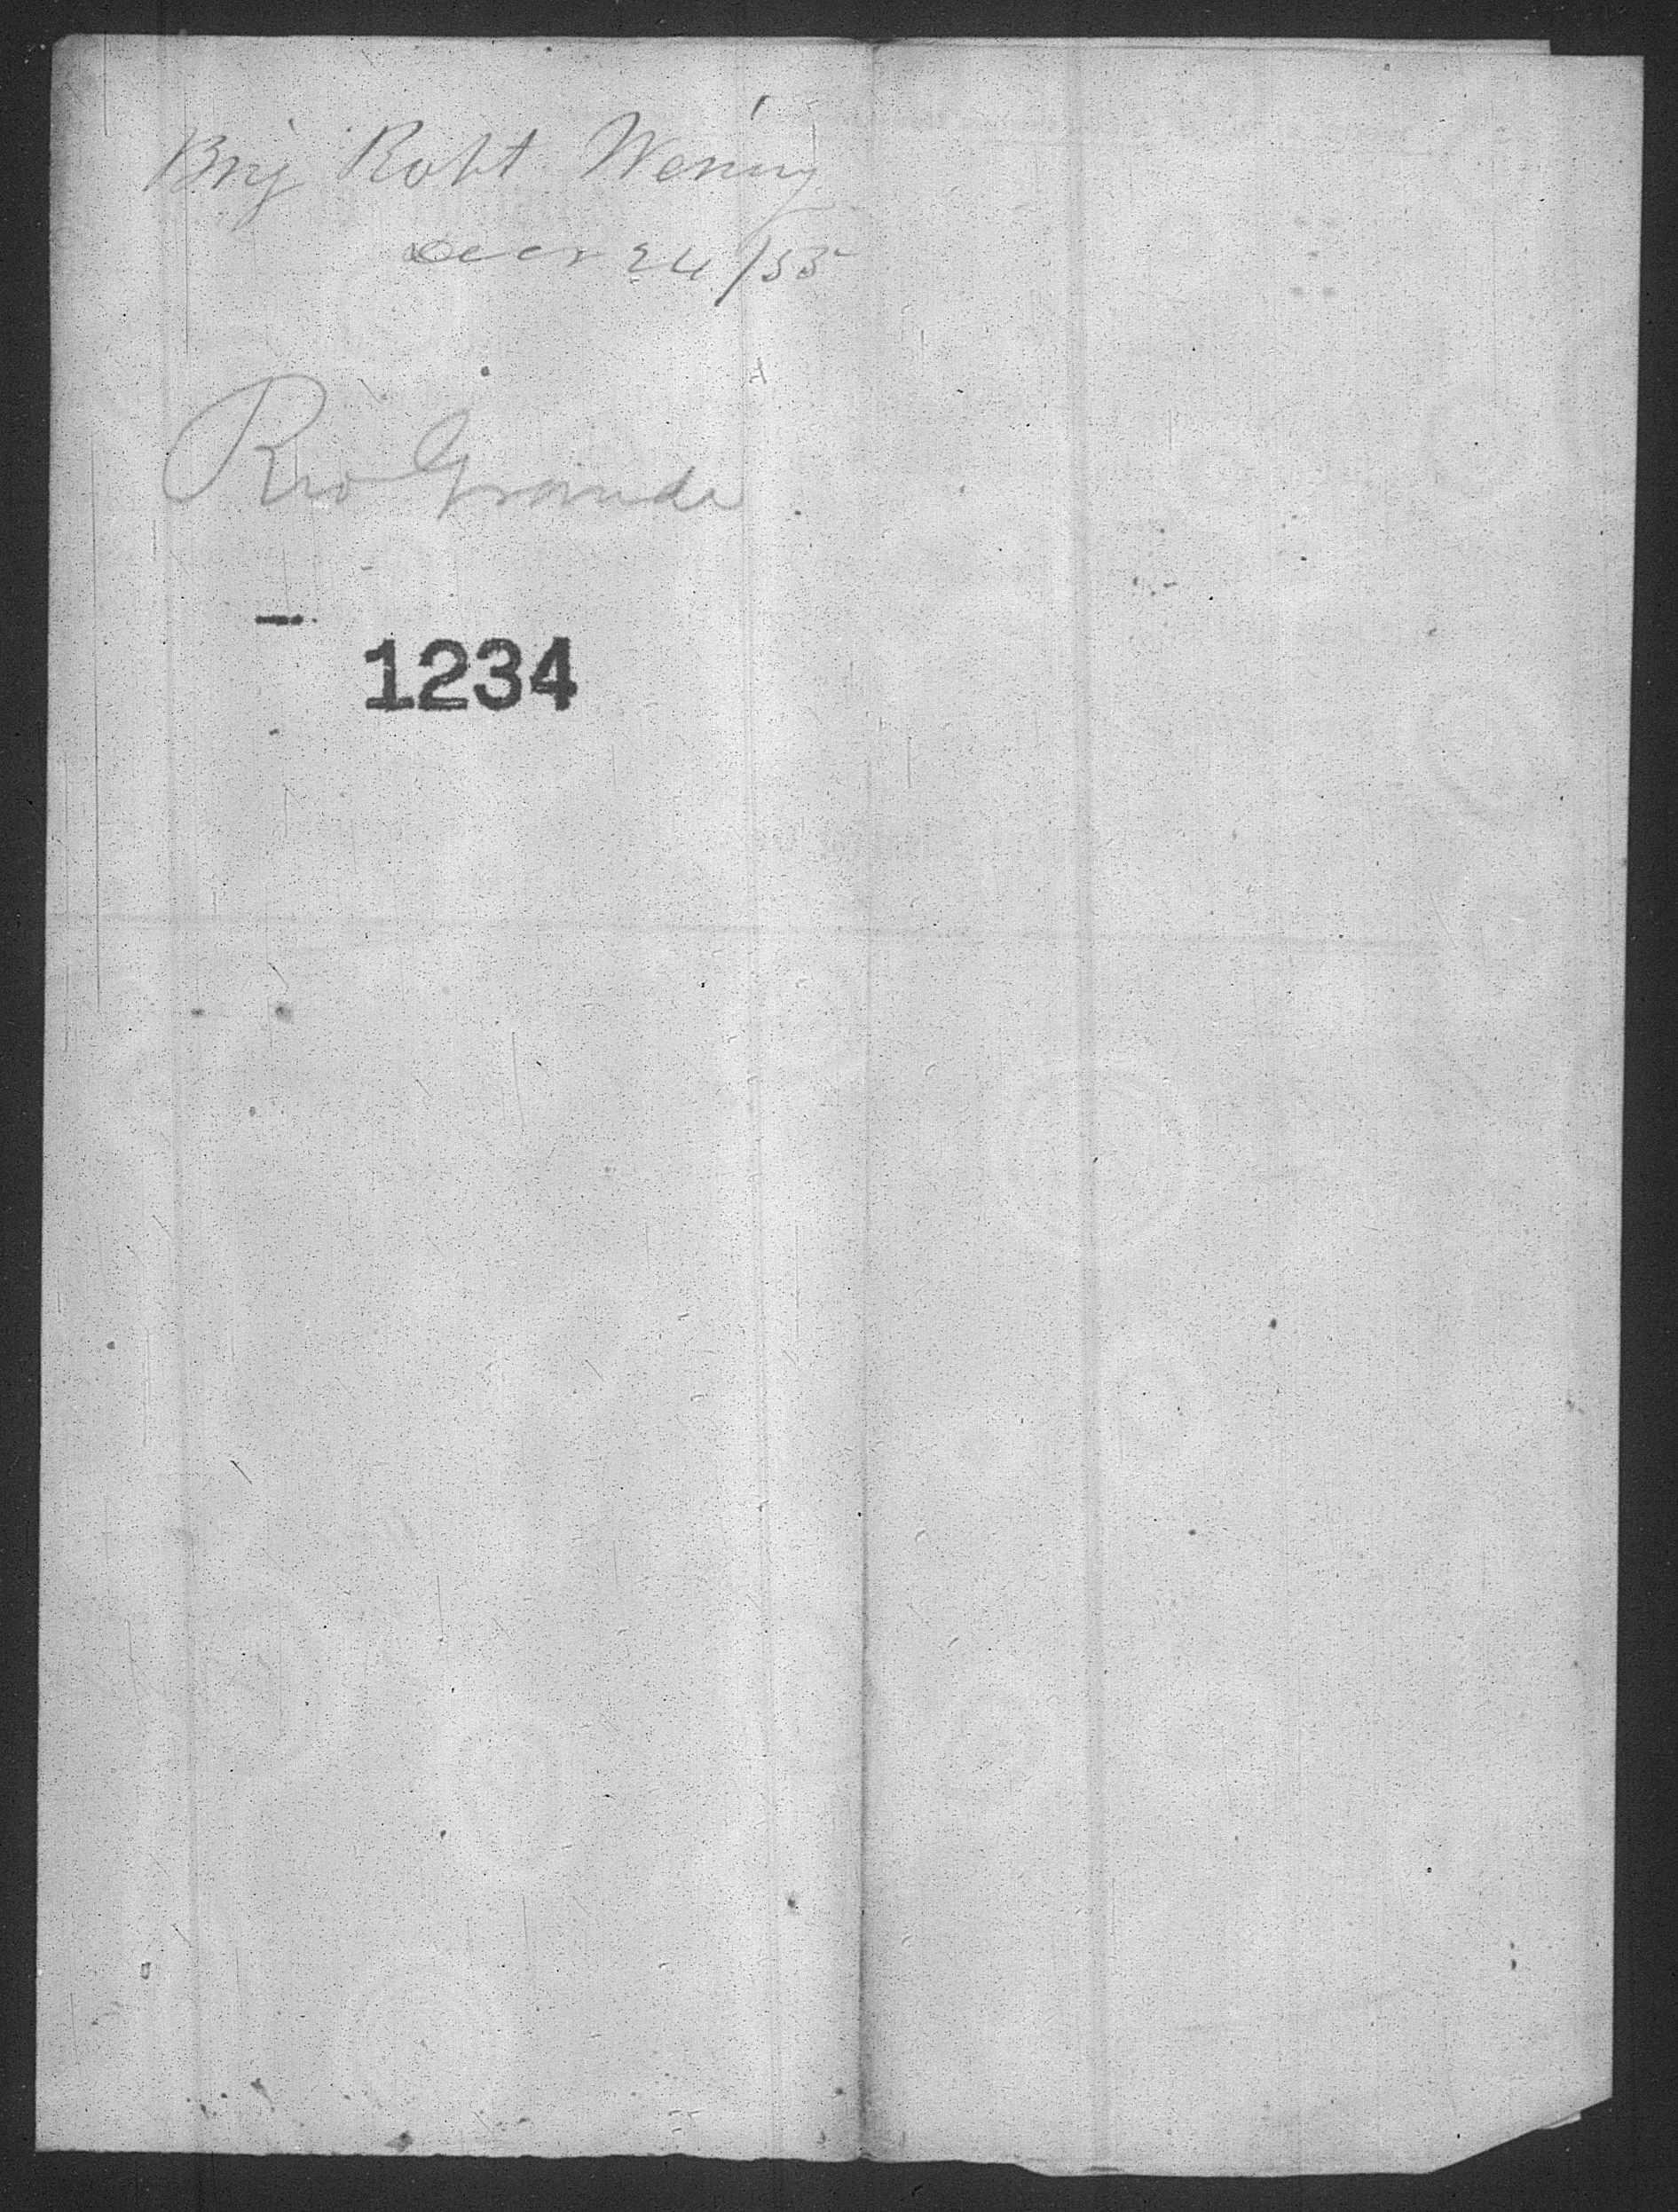 Brig Robt Wening
Decr 24/55
Rio Grande
1234